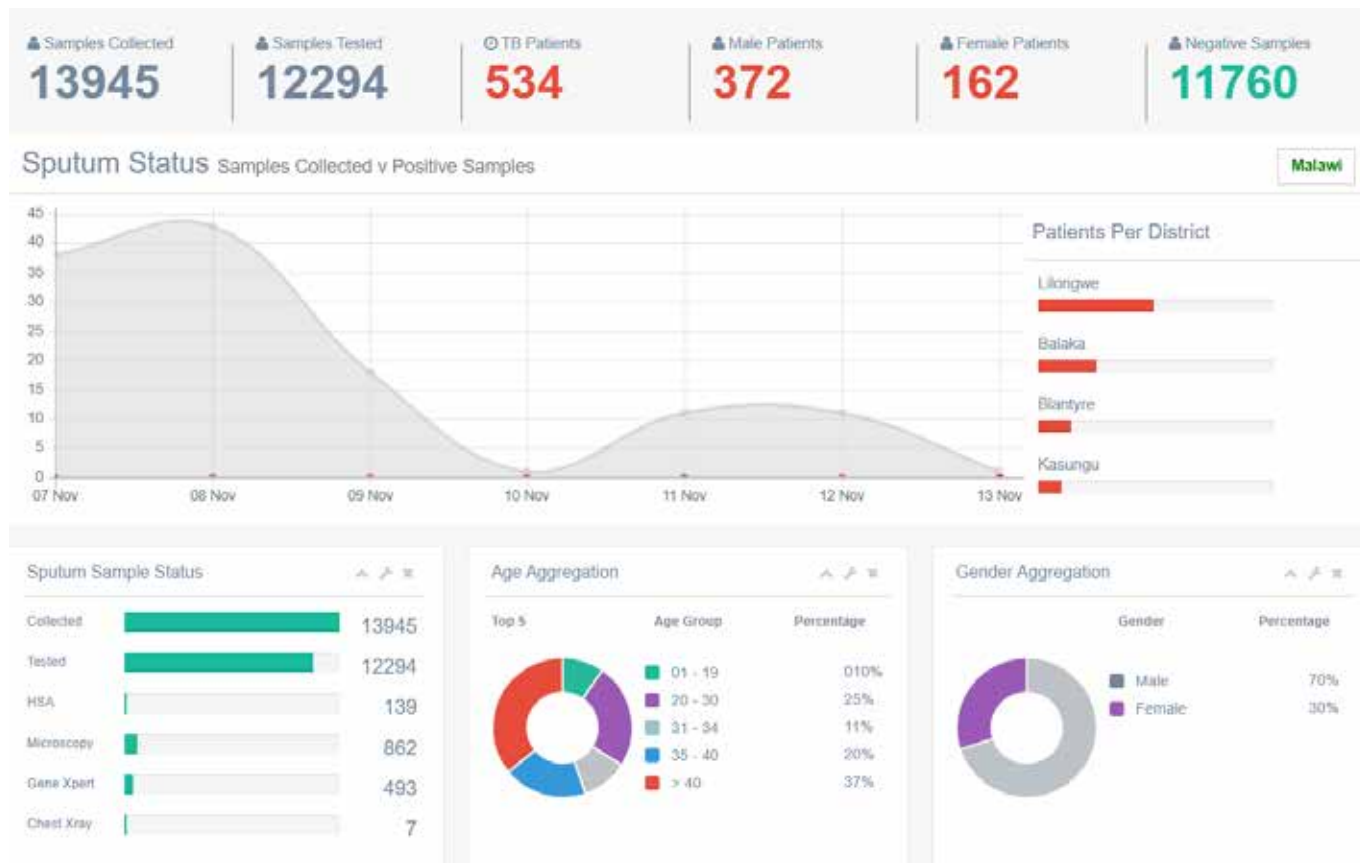 Samples Collected Samples Tested TB Patients Male Patients Female Patients Negative Samples
13945 12294 534 372 162 11760
Sputum Status Samples Collected v Positive Samples
Malawi
45
40
35
30
25
20
15
10
5
0
07 Nov 08 Nov 09 Nov 10 Nov 11 Nov 12 Nov 13 Nov
Patients Per District
Lilongwe
Balaka
Blantyre
Kasungu
Sputum Sample Status
Collected 13945
Tested 12294
HSA 139
Microscopy 862
Gene Xpert 493
Chest Xray 7
Age Aggregation
Top 5 Age Group Percentage
01 - 19 010%
20 - 30 25%
31 - 34 11%
35 - 40 20%
> 40 37%
Gender Aggregation
Gender Percentage
Male 70%
Female 30%